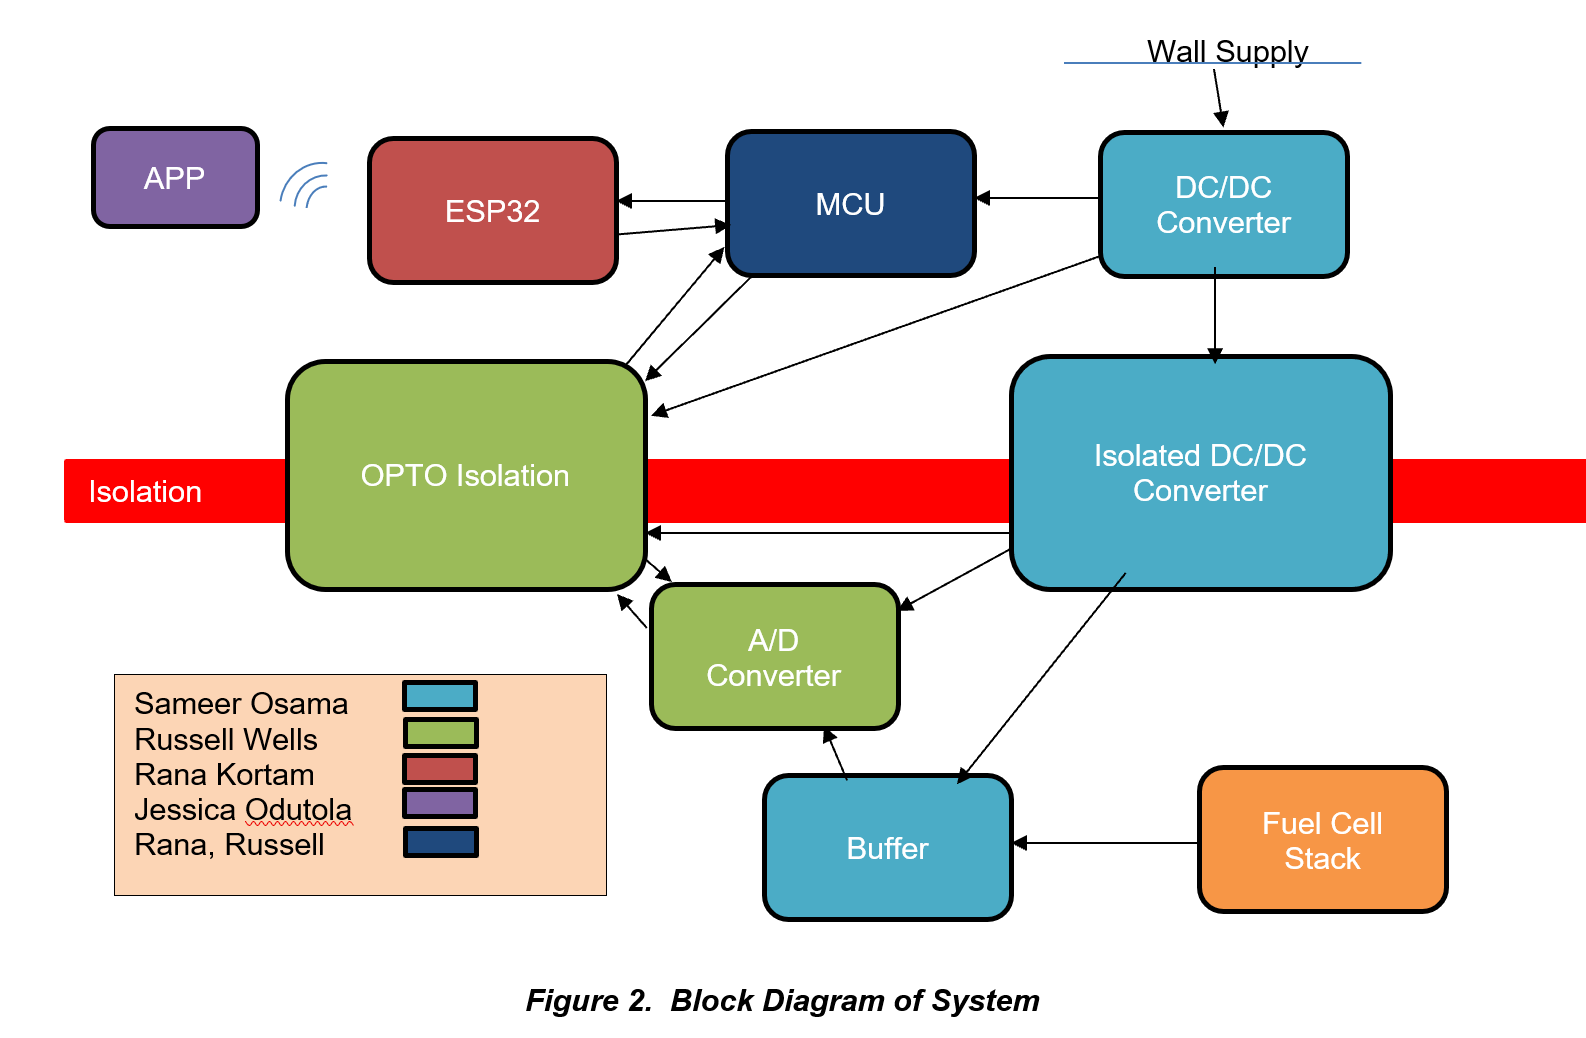 Wall Supply
APP
ESP32
MCU
DC/DC
Converter
OPTO Isolation
Isolated DC/DC
Converter
Isolation
A/D
Converter
Sameer Osama
Russell Wells
Rana Kortam
Jessica Odutola
Rana, Russell
Buffer
Fuel Cell
Stack
Figure 2.  Block Diagram of System